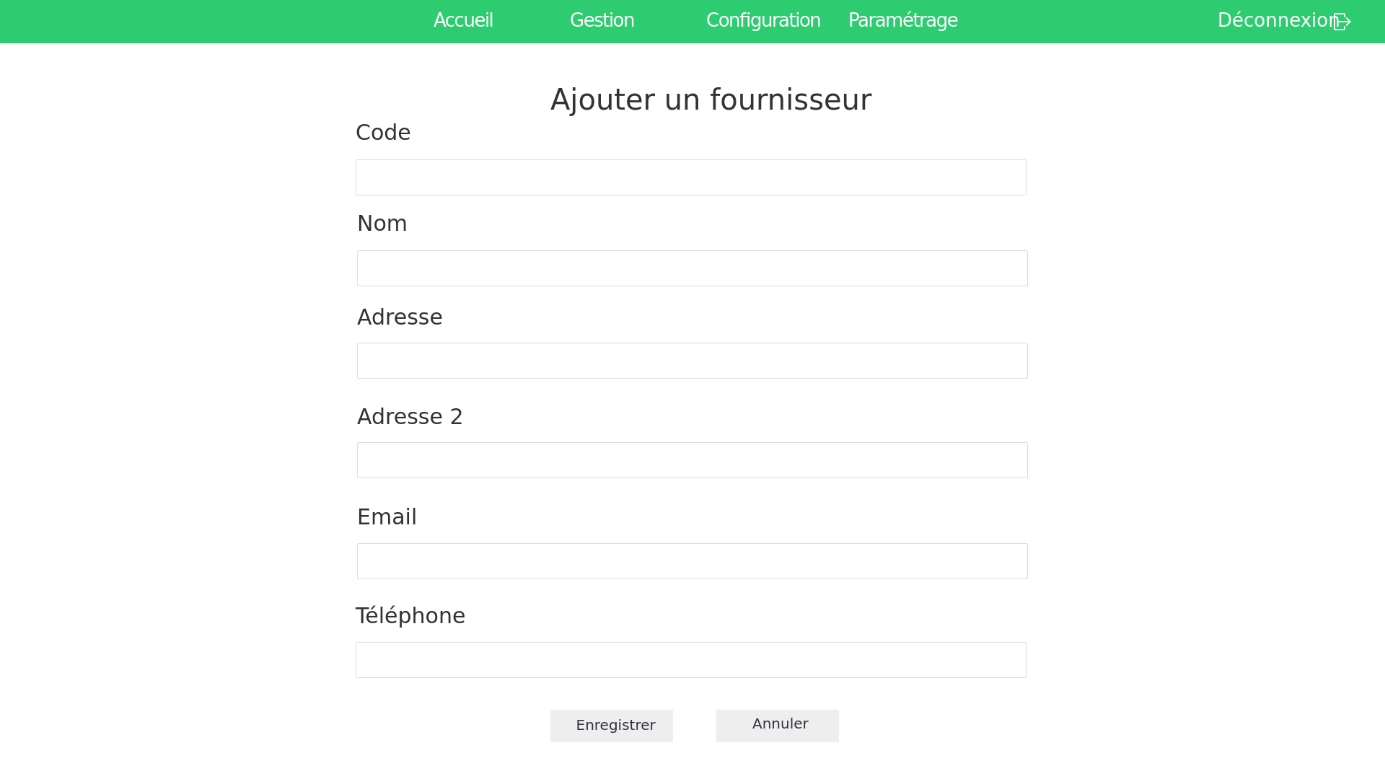 Accueil Gestion Configuration Paramétrage Déconnexion
Ajouter un fournisseur
Code
Nom
Adresse
Adresse 2
Email
Téléphone
Enregistrer Annuler